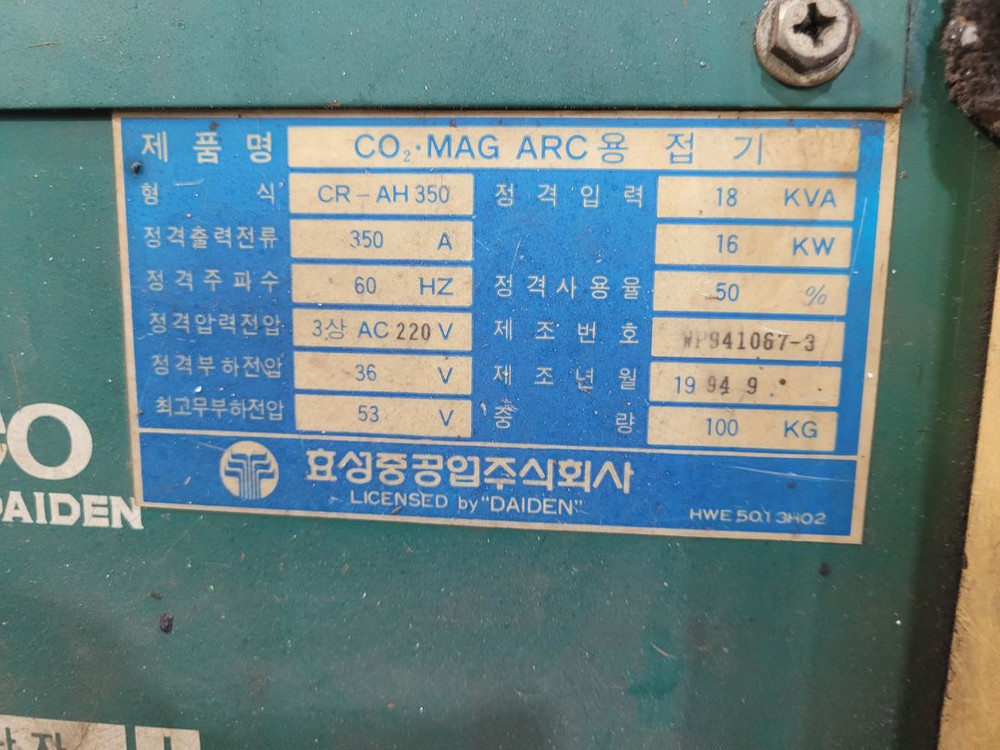 제품명 CO₂·MAG ARC용접기
형식 CR-AH 350 정격입력 18 KVA
정격출력전류 350 A 16 KW
정격주파수 60 HZ 정격사용율 50 %
정격압력전압 3상 AC 220 V 제조번호 WP941067-3
정격부하전압 36 V 제조년월 1994 9.
최고무부하전압 53 V 중량 100 KG
효성중공업주식회사
LICENSED by "DAIDEN"
HWE 5013H02
CO
DAIDEN